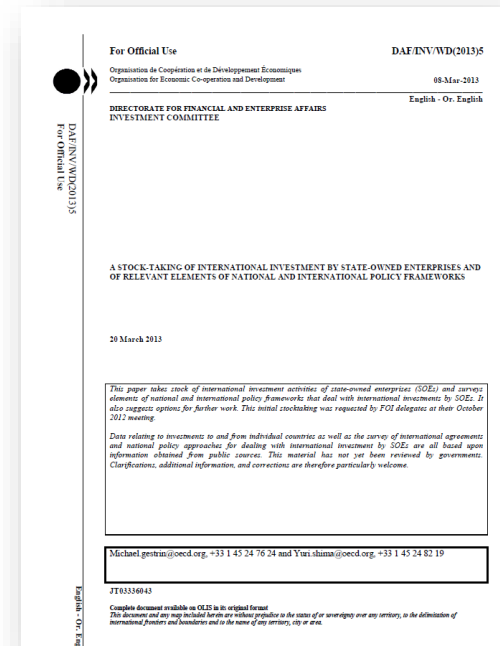 For Official Use DAF/INV/WD(2013)5
Organisation de Coopération et de Développement Économiques
Organisation for Economic Co-operation and Development 08-Mar-2013
English - Or. English
DIRECTORATE FOR FINANCIAL AND ENTERPRISE AFFAIRS
INVESTMENT COMMITTEE
DAF/INV/WD(2013)5
For Official Use
A STOCK-TAKING OF INTERNATIONAL INVESTMENT BY STATE-OWNED ENTERPRISES AND
OF RELEVANT ELEMENTS OF NATIONAL AND INTERNATIONAL POLICY FRAMEWORKS
20 March 2013
This paper takes stock of international investment activities of state-owned enterprises (SOEs) and surveys
elements of national and international policy frameworks that deal with international investments by SOEs. It
also suggests options for further work. This initial stocktaking was requested by FOI delegates at their October
2012 meeting.
Data relating to investments to and from individual countries as well as the survey of international agreements
and national policy approaches for dealing with international investment by SOEs are all based upon
information obtained from public sources. This material has not yet been reviewed by governments.
Clarifications, additional information, and corrections are therefore particularly welcome.
Michael.gestrin@oecd.org, +33 1 45 24 76 24 and Yuri.shima@oecd.org, +33 1 45 24 82 19
JT03336043
Complete document available on OLIS in its original format
This document and any map included herein are without prejudice to the status of or sovereignty over any territory, to the delimitation of
international frontiers and boundaries and to the name of any territory, city or area.
English - Or. Eng